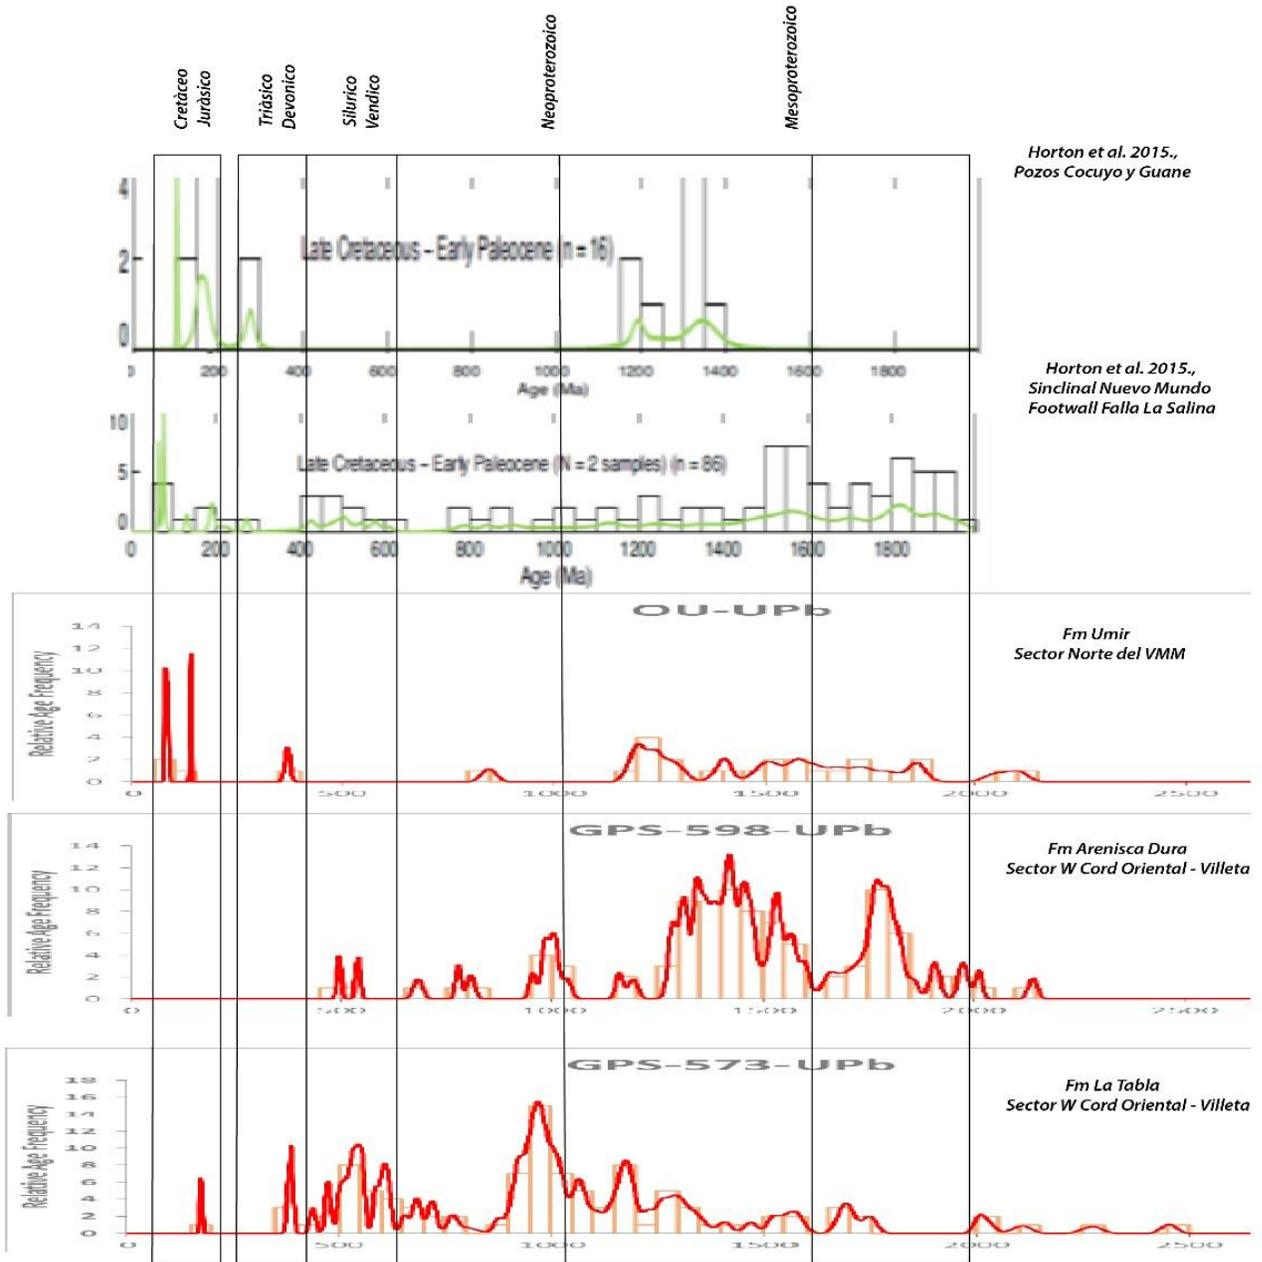 Cretàceo
Juràsico
Triàsico
Devonico
Silurico
Vendico
Neoproterozoico
Mesoproterozoico
Horton et al. 2015.,
Pozos Cocuyo y Guane
4
2
0
Late Cretaceous – Early Paleocene (n = 16)
0 200 400 600 800 1000 1200 1400 1600 1800
Age (Ma)
Horton et al. 2015.,
Sinclinal Nuevo Mundo
Footwall Falla La Salina
10
5
0
Late Cretaceous – Early Paleocene (N = 2 samples) (n = 86)
0 200 400 600 800 1000 1200 1400 1600 1800
Age (Ma)
OU-UPb
Fm Umir
Sector Norte del VMM
Relative Age Frequency
14
12
10
8
6
4
2
0
0 500 1000 1500 2000 2500
GPS-598-UPb
Fm Arenisca Dura
Sector W Cord Oriental - Villeta
Relative Age Frequency
14
12
10
8
6
4
2
0
0 500 1000 1500 2000 2500
GPS-573-UPb
Fm La Tabla
Sector W Cord Oriental - Villeta
Relative Age Frequency
18
16
14
12
10
8
6
4
2
0
0 500 1000 1500 2000 2500